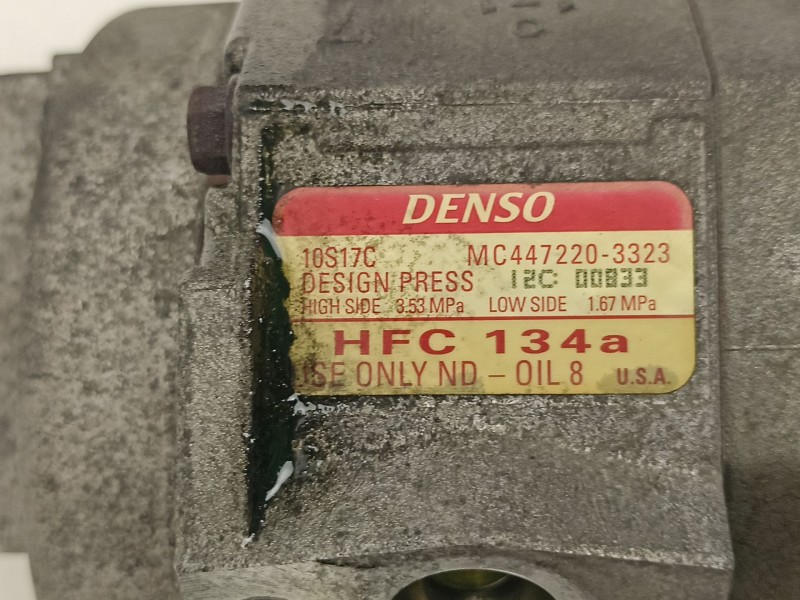 DENSO
10S17C MC447220-3323
DESIGN PRESS 12C 00833
HIGH SIDE 3.53 MPa LOW SIDE 1.67 MPa
HFC 134a
USE ONLY ND – OIL 8 U.S.A.